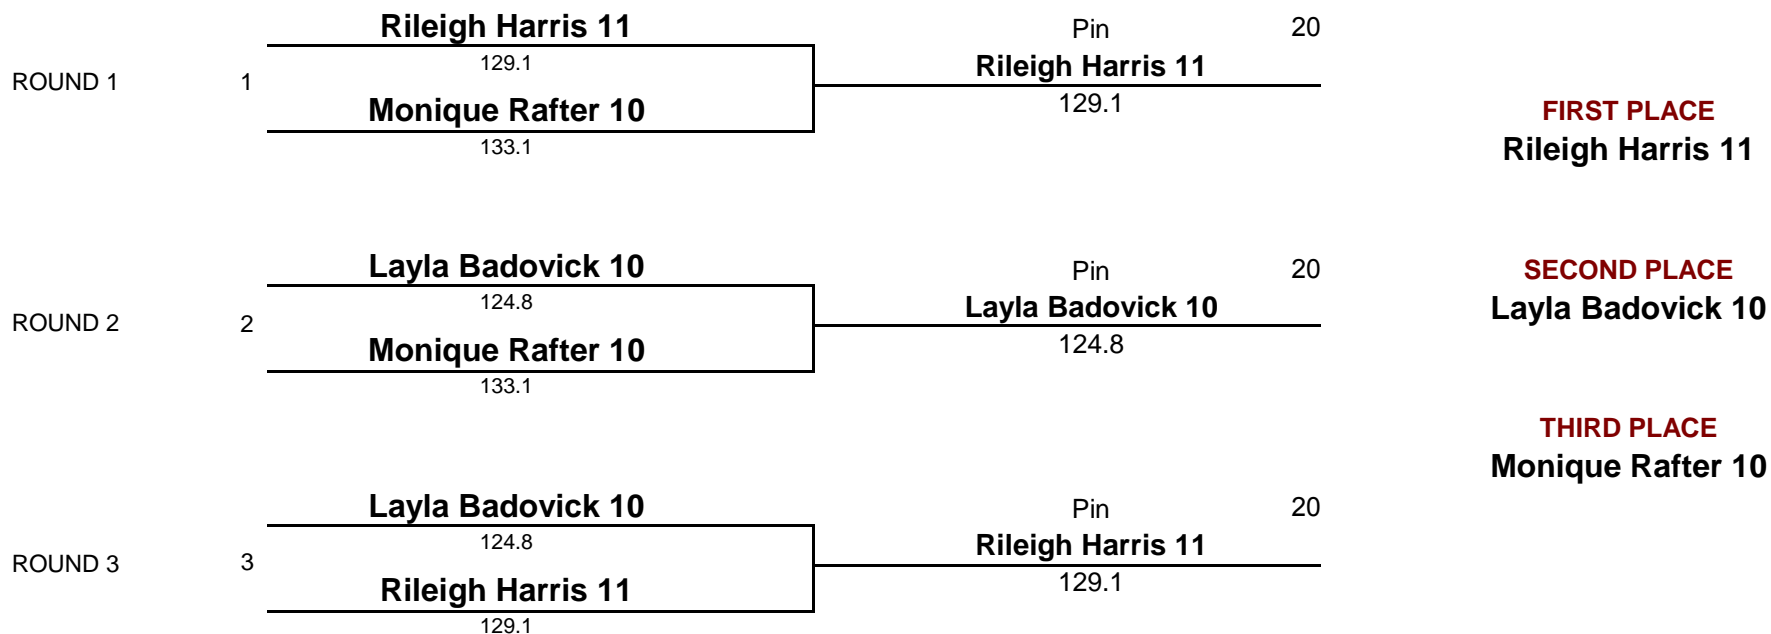 Rileigh Harris 11
129.1
ROUND 1
1
Monique Rafter 10
133.1
Pin
20
Rileigh Harris 11
129.1
FIRST PLACE
Rileigh Harris 11
Layla Badovick 10
124.8
ROUND 2
2
Monique Rafter 10
133.1
Pin
20
Layla Badovick 10
124.8
SECOND PLACE
Layla Badovick 10
THIRD PLACE
Monique Rafter 10
Layla Badovick 10
124.8
ROUND 3
3
Rileigh Harris 11
129.1
Pin
20
Rileigh Harris 11
129.1